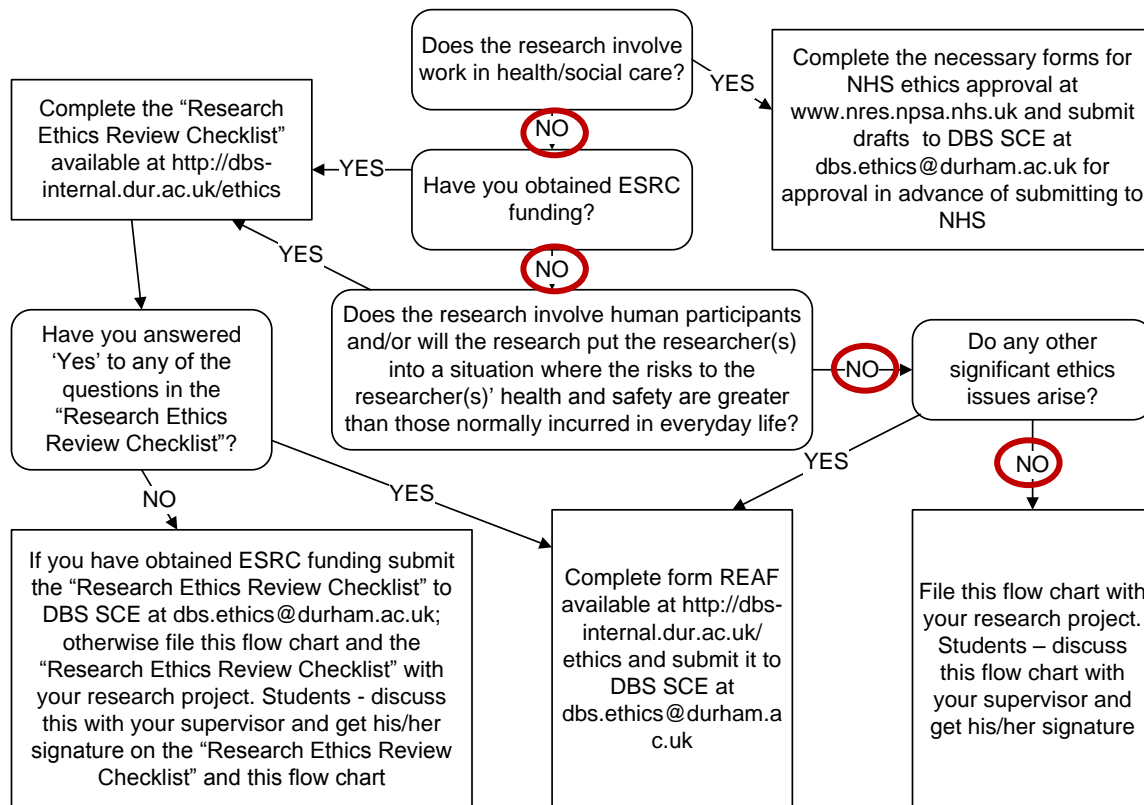 Does the research involve
work in health/social care?
YES
Complete the necessary forms for
NHS ethics approval at
www.nres.npsa.nhs.uk and submit
drafts to DBS SCE at
dbs.ethics@durham.ac.uk for
approval in advance of submitting to
NHS
NO
Complete the “Research
Ethics Review Checklist”
available at http://dbs-
internal.dur.ac.uk/ethics
YES
Have you obtained ESRC
funding?
YES
NO
Does the research involve human participants
and/or will the research put the researcher(s)
into a situation where the risks to the
researcher(s)’ health and safety are greater
than those normally incurred in everyday life?
NO
Do any other
significant ethics
issues arise?
Have you answered
‘Yes’ to any of the
questions in the
“Research Ethics
Review Checklist”?
YES
NO
YES
NO
If you have obtained ESRC funding submit
the “Research Ethics Review Checklist” to
DBS SCE at dbs.ethics@durham.ac.uk;
otherwise file this flow chart and the
“Research Ethics Review Checklist” with
your research project. Students - discuss
this with your supervisor and get his/her
signature on the “Research Ethics Review
Checklist” and this flow chart
Complete form REAF
available at http://dbs-
internal.dur.ac.uk/
ethics and submit it to
DBS SCE at
dbs.ethics@durham.a
c.uk
File this flow chart with
your research project.
Students – discuss
this flow chart with
your supervisor and
get his/her signature